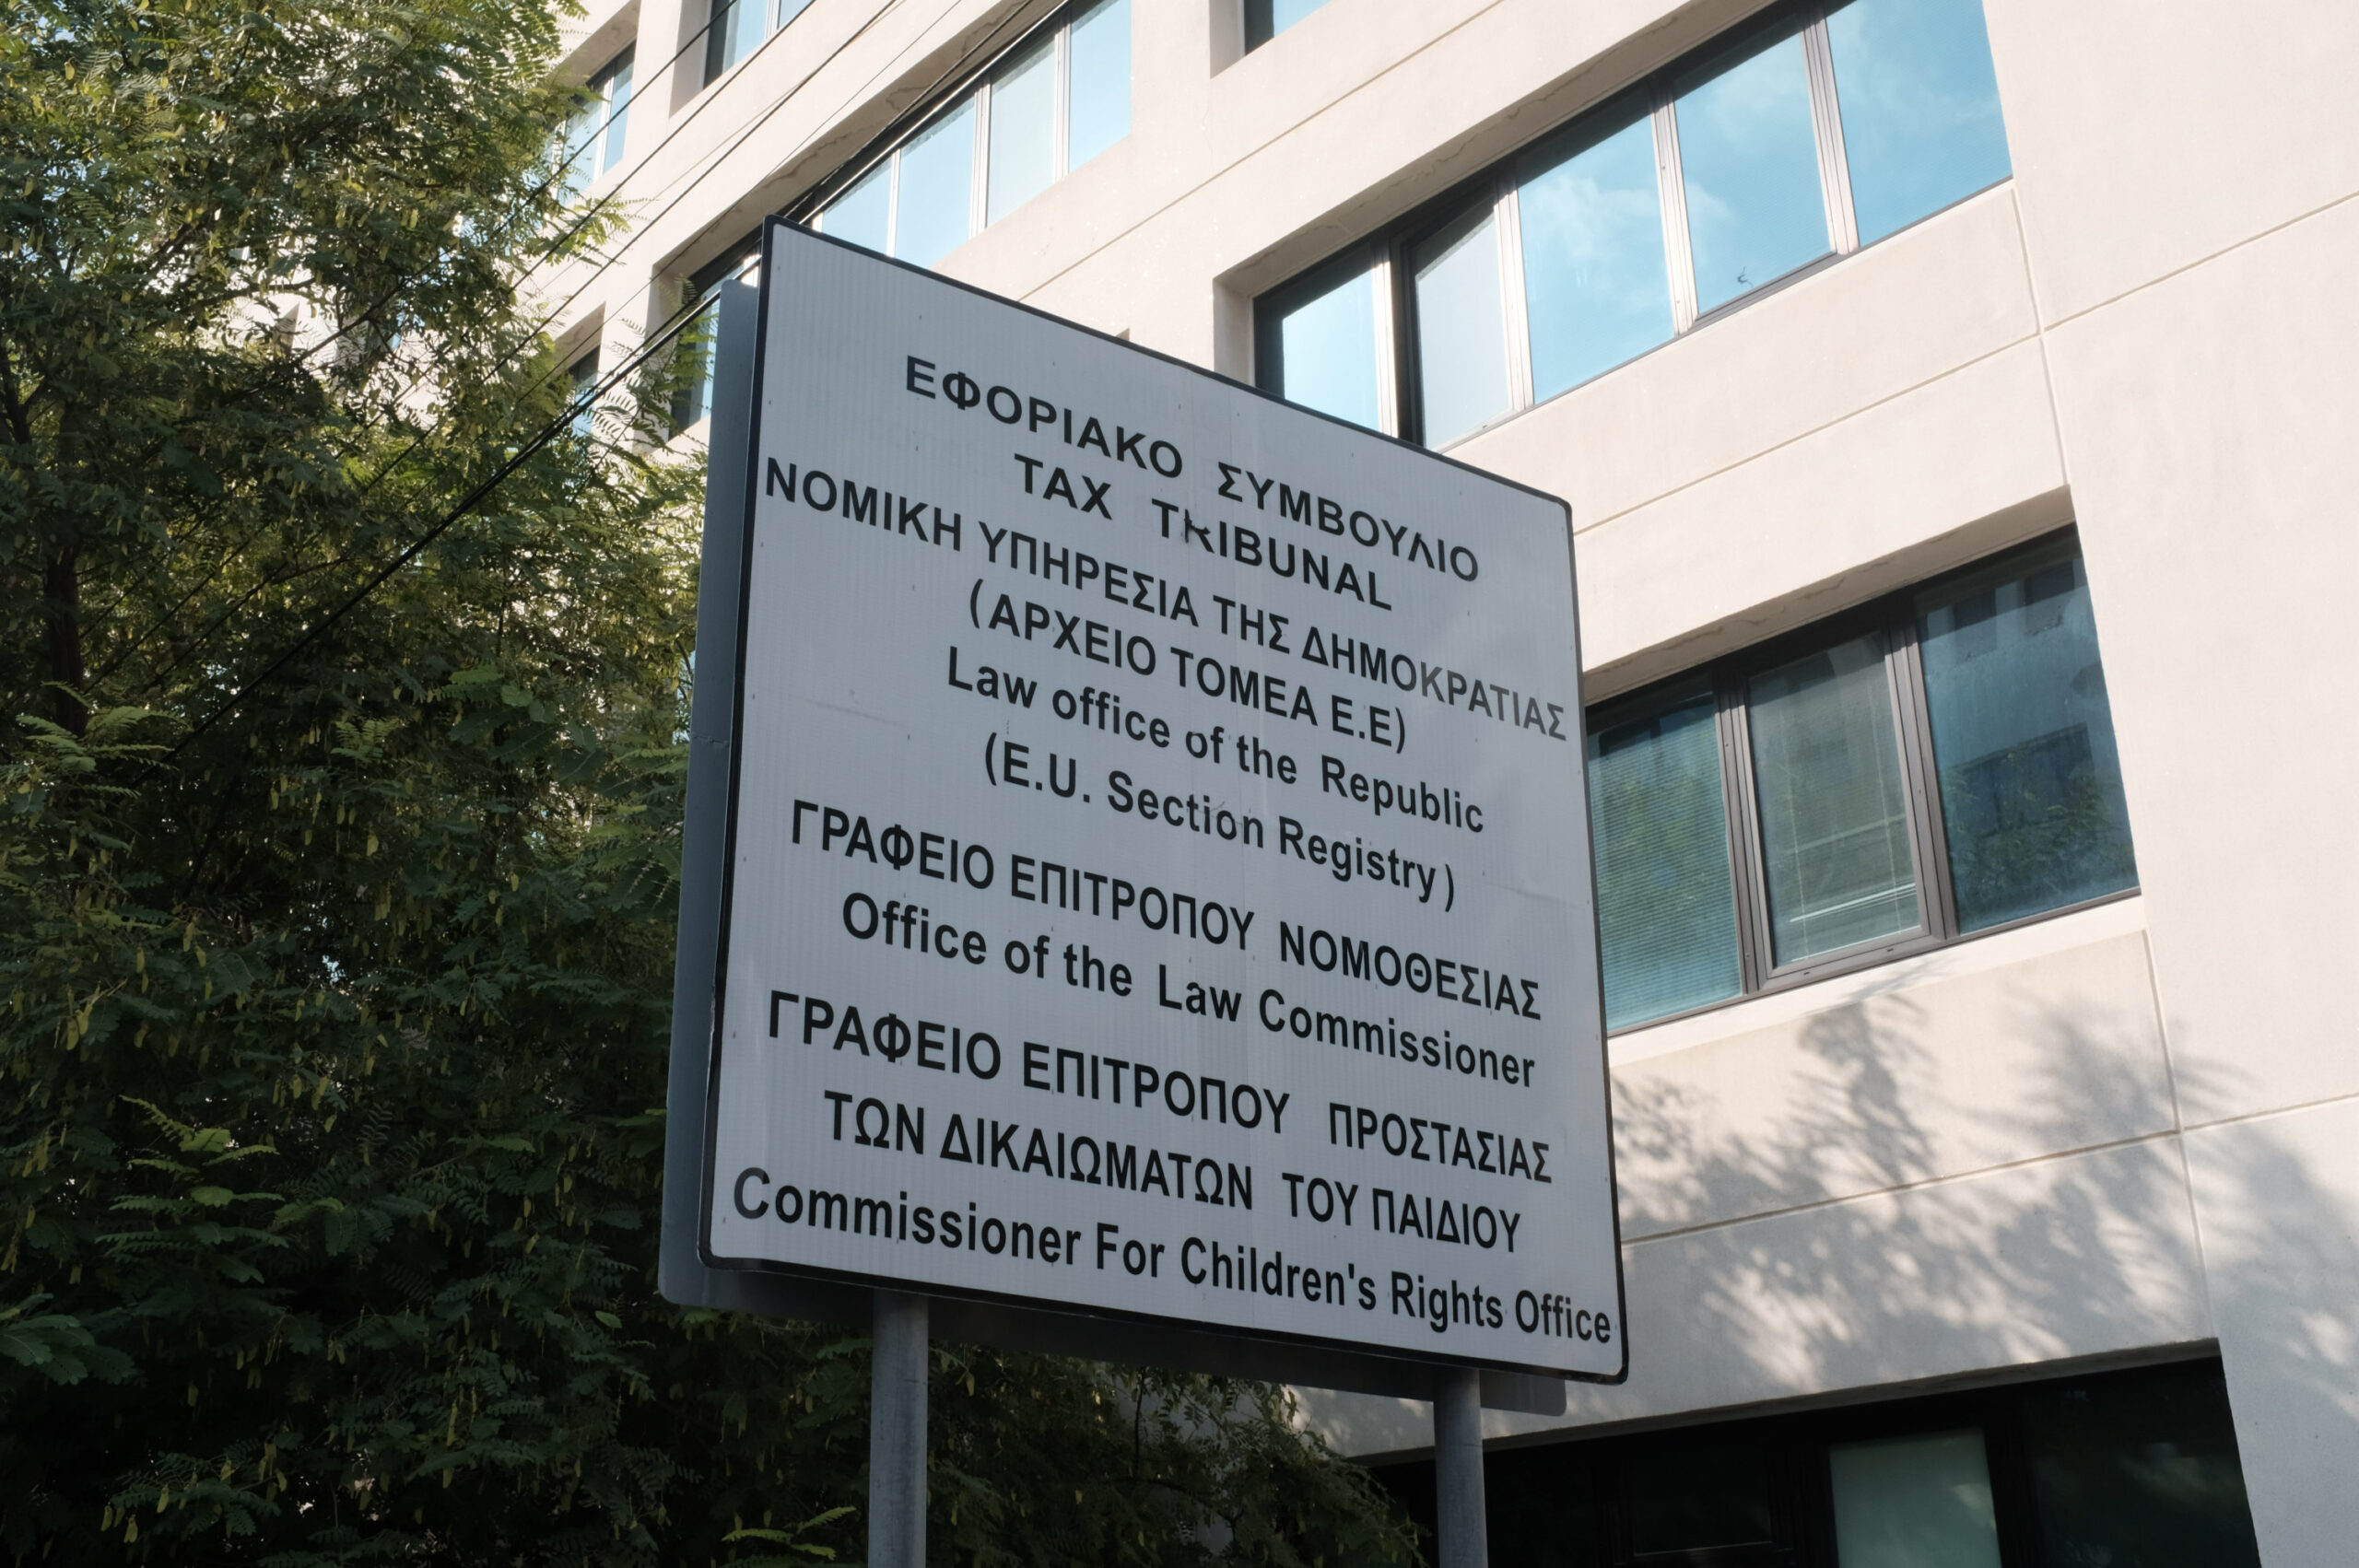 ΕΦΟΡΙΑΚΟ ΣΥΜΒΟΥΛΙΟ
TAX TRIBUNAL
ΝΟΜΙΚΗ ΥΠΗΡΕΣΙΑ ΤΗΣ ΔΗΜΟΚΡΑΤΙΑΣ
(ΑΡΧΕΙΟ ΤΟΜΕΑ Ε.Ε)
Law office of the Republic
(E.U. Section Registry)
ΓΡΑΦΕΙΟ ΕΠΙΤΡΟΠΟΥ ΝΟΜΟΘΕΣΙΑΣ
Office of the Law Commissioner
ΓΡΑΦΕΙΟ ΕΠΙΤΡΟΠΟΥ ΠΡΟΣΤΑΣΙΑΣ
ΤΩΝ ΔΙΚΑΙΩΜΑΤΩΝ ΤΟΥ ΠΑΙΔΙΟΥ
Commissioner For Children's Rights Office